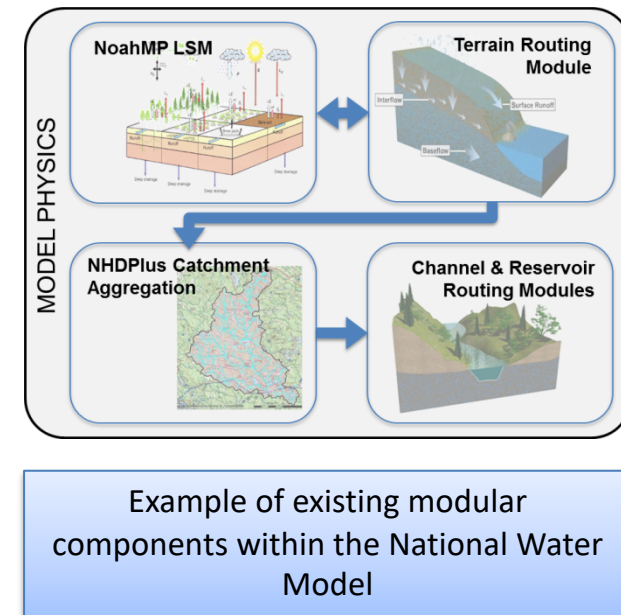 MODEL PHYSICS
NoahMP LSM
Terrain Routing
Module
Interflow
Surface Runoff
Baseflow
NHDPlus Catchment
Aggregation
Channel & Reservoir
Routing Modules
Example of existing modular
components within the National Water
Model